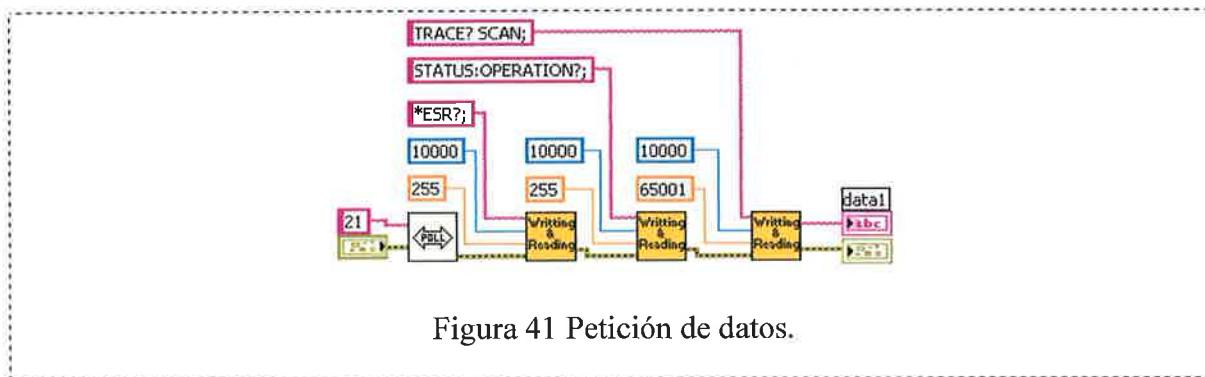 TRACE? SCAN;
STATUS:OPERATION?;
*ESR?;
10000 10000 10000
255 255 65001
data1
21
POLL
Writting & Reading
Writting & Reading
Writting & Reading
abc
Figura 41 Petición de datos.